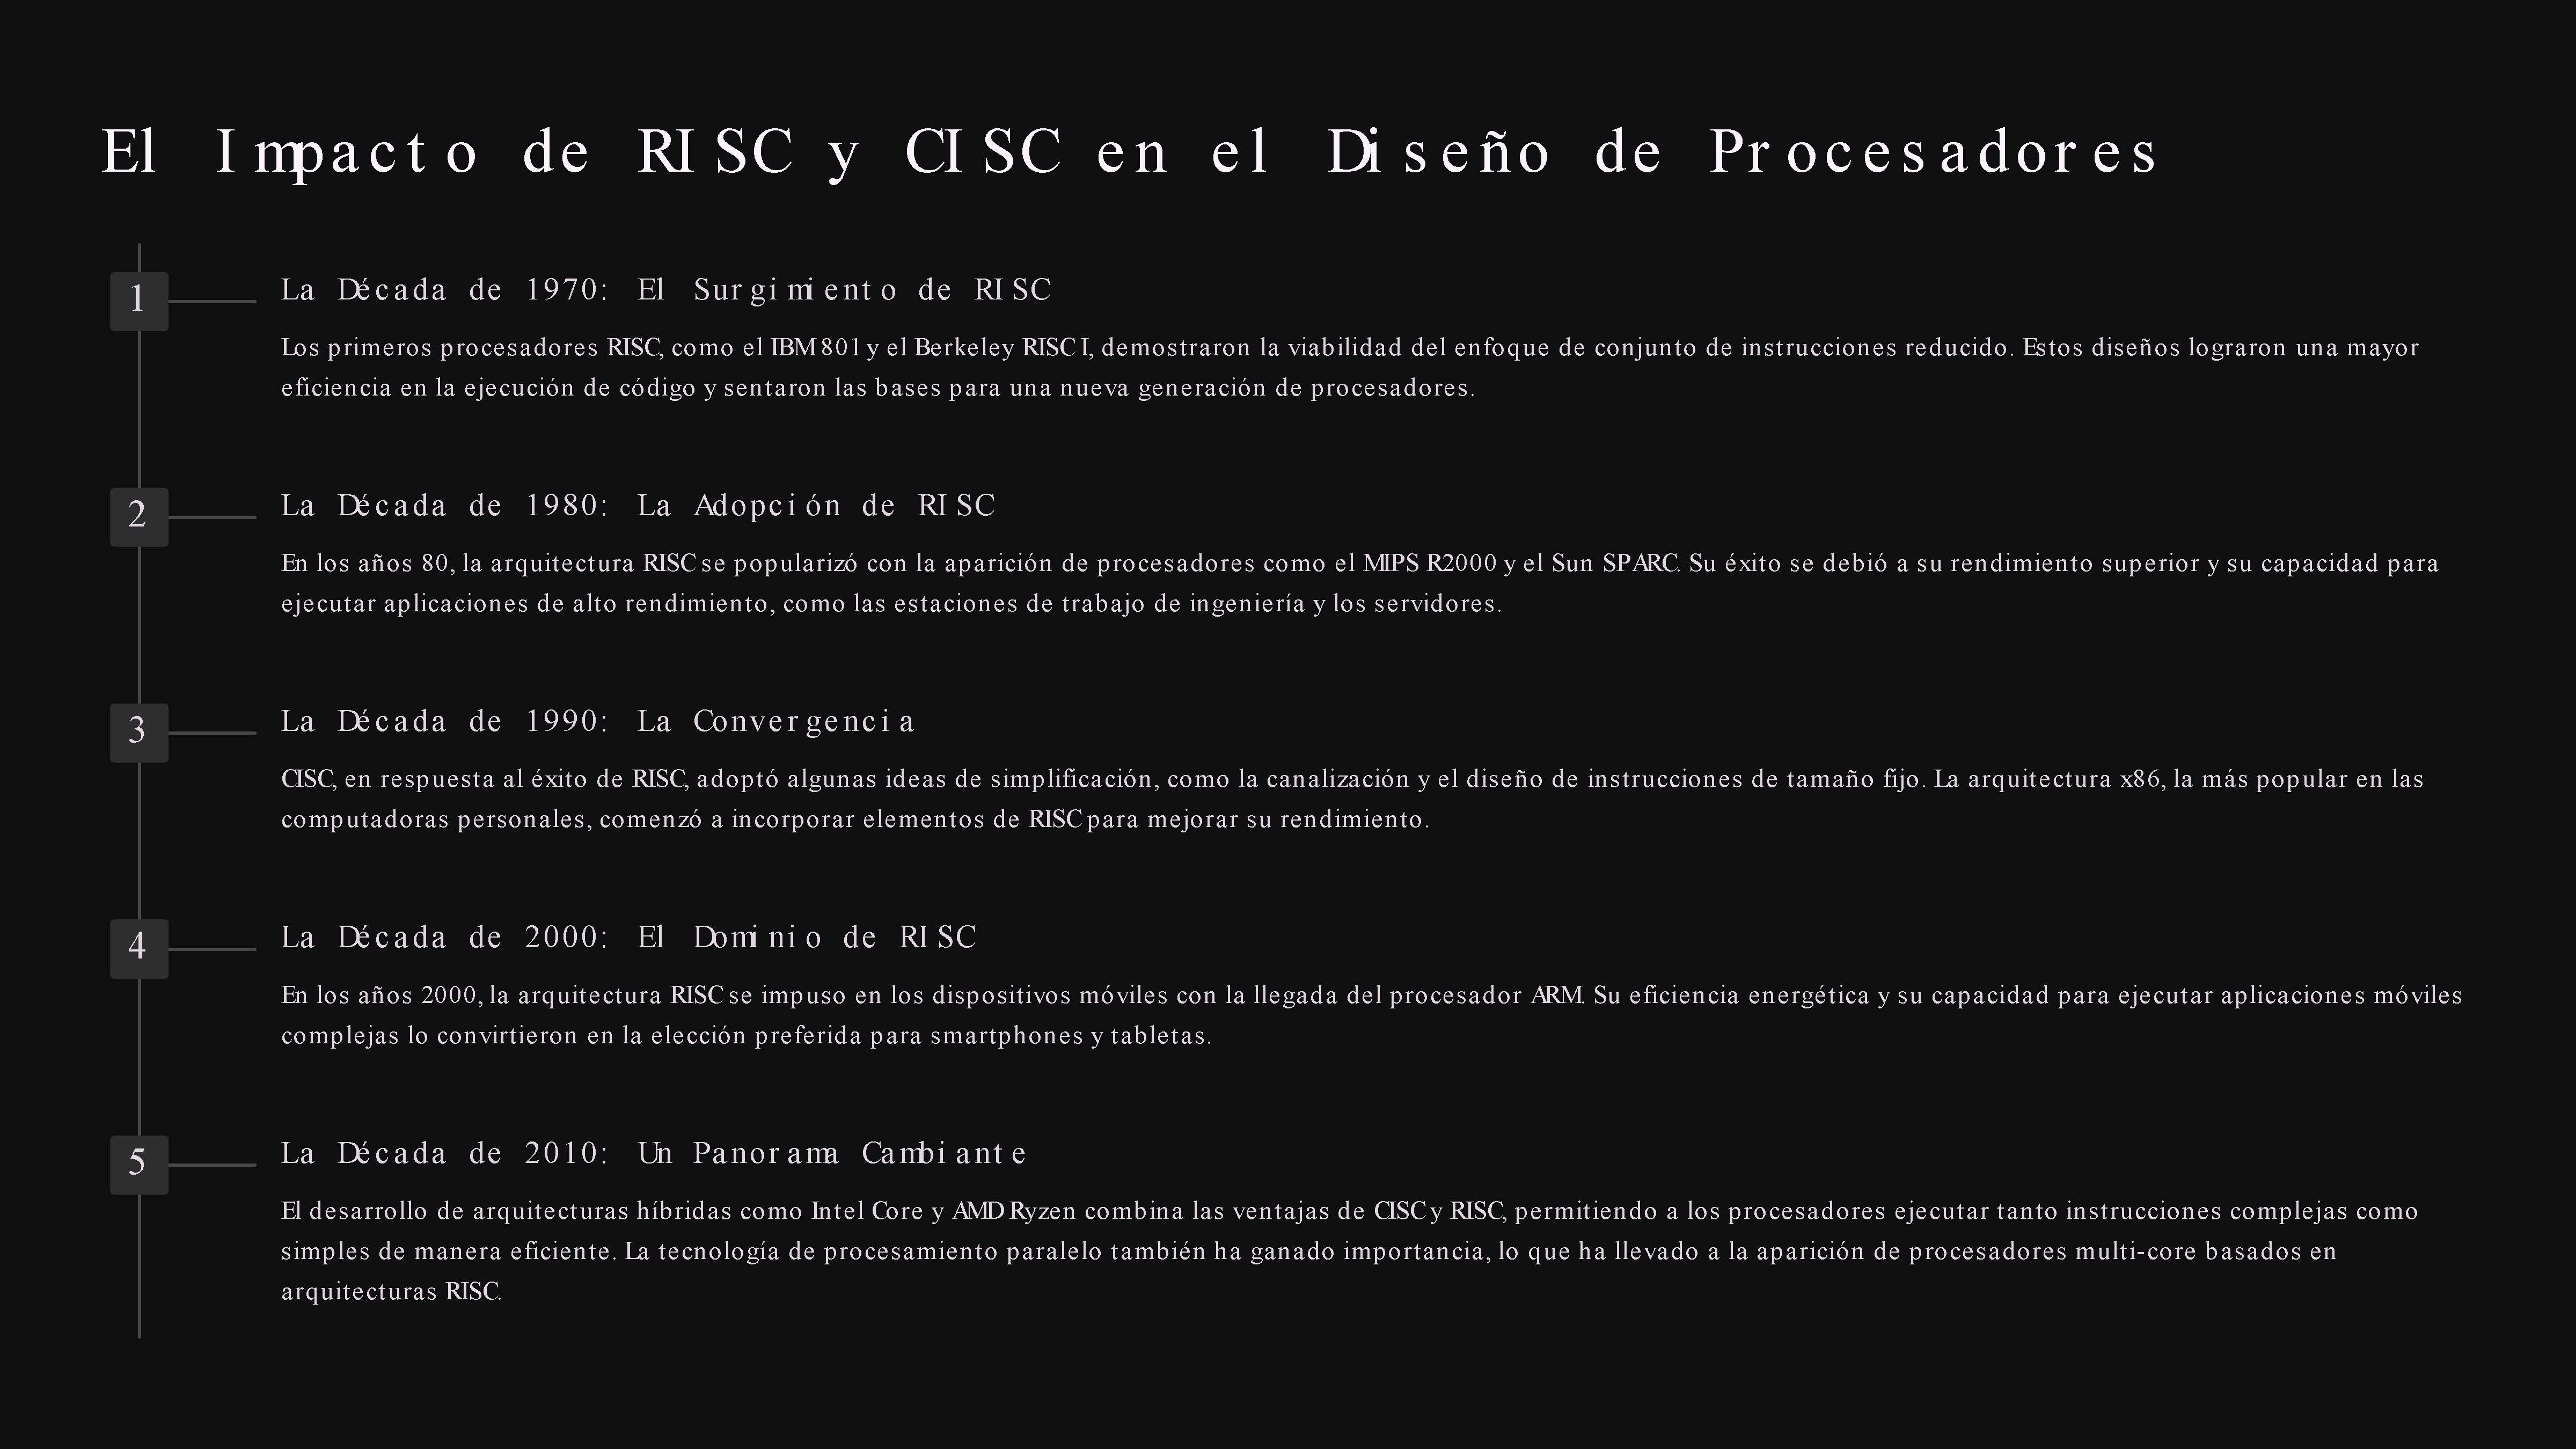 El Impacto de RISC y CISC en el Diseño de Procesadores
1
La Década de 1970: El Surgimiento de RISC
Los primeros procesadores RISC, como el IBM 801 y el Berkeley RISC I, demostraron la viabilidad del enfoque de conjunto de instrucciones reducido. Estos diseños lograron una mayor
eficiencia en la ejecución de código y sentaron las bases para una nueva generación de procesadores.
2
La Década de 1980: La Adopción de RISC
En los años 80, la arquitectura RISC se popularizó con la aparición de procesadores como el MIPS R2000 y el Sun SPARC. Su éxito se debió a su rendimiento superior y su capacidad para
ejecutar aplicaciones de alto rendimiento, como las estaciones de trabajo de ingeniería y los servidores.
3
La Década de 1990: La Convergencia
CISC, en respuesta al éxito de RISC, adoptó algunas ideas de simplificación, como la canalización y el diseño de instrucciones de tamaño fijo. La arquitectura x86, la más popular en las
computadoras personales, comenzó a incorporar elementos de RISC para mejorar su rendimiento.
4
La Década de 2000: El Dominio de RISC
En los años 2000, la arquitectura RISC se impuso en los dispositivos móviles con la llegada del procesador ARM. Su eficiencia energética y su capacidad para ejecutar aplicaciones móviles
complejas lo convirtieron en la elección preferida para smartphones y tabletas.
5
La Década de 2010: Un Panorama Cambiante
El desarrollo de arquitecturas híbridas como Intel Core y AMD Ryzen combina las ventajas de CISC y RISC, permitiendo a los procesadores ejecutar tanto instrucciones complejas como
simples de manera eficiente. La tecnología de procesamiento paralelo también ha ganado importancia, lo que ha llevado a la aparición de procesadores multi-core basados en
arquitecturas RISC.